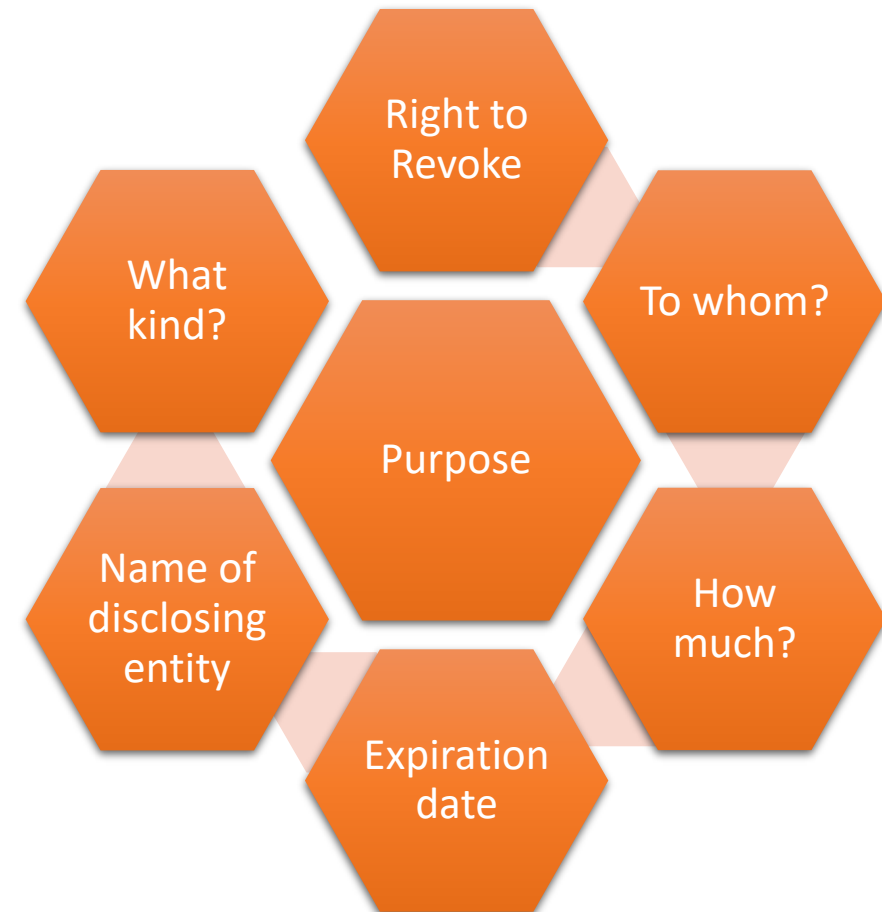 Right to
Revoke
What
kind?
To whom?
Purpose
Name of
disclosing
entity
How
much?
Expiration
date